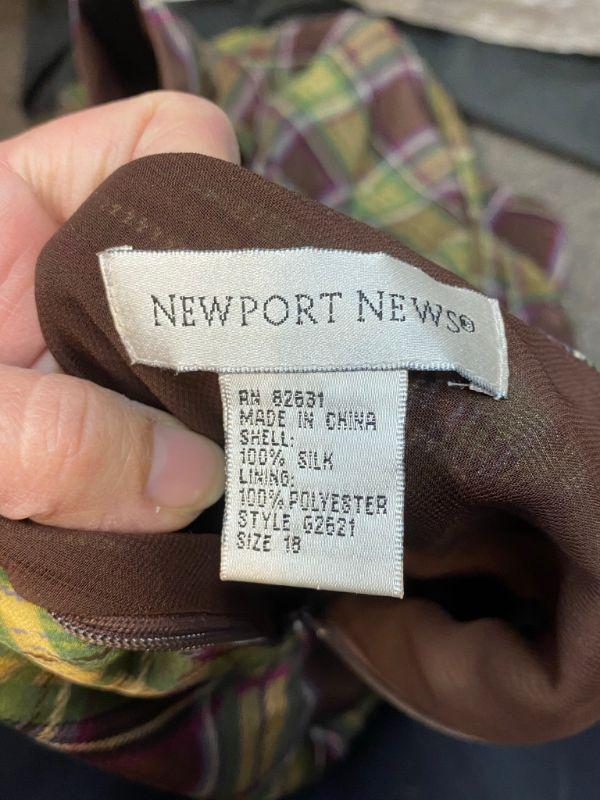 NEWPORT NEWS®
RN 82631
MADE IN CHINA
SHELL:
100% SILK
LINING:
100% POLYESTER
STYLE G2621
SIZE 18